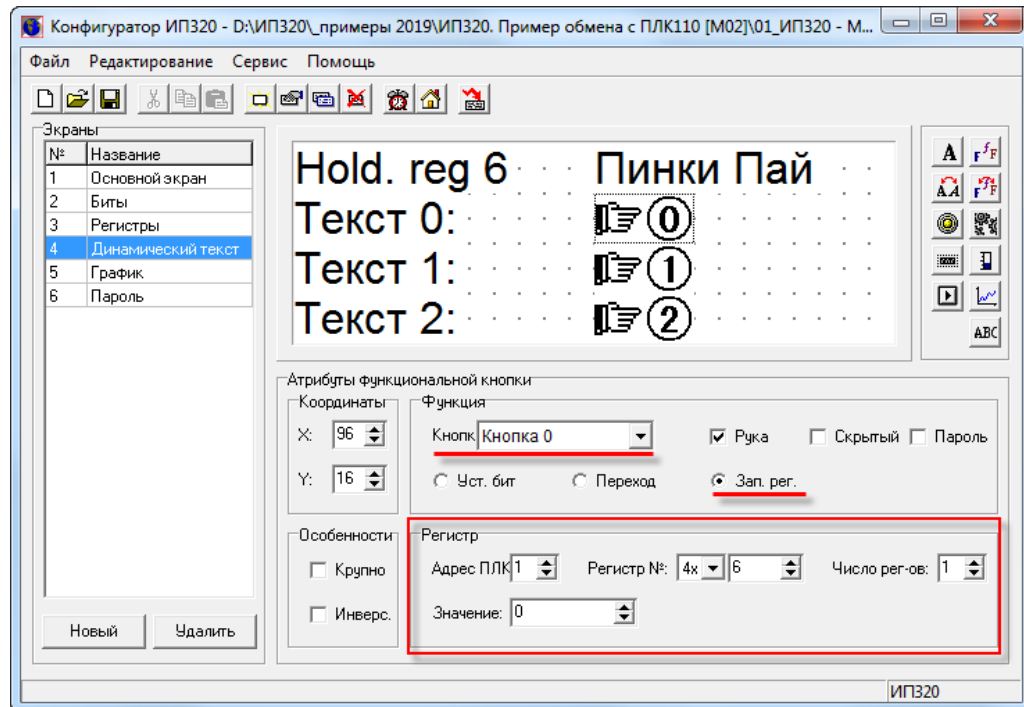 Конфигуратор ИП320 - D:\ИП320\_примеры 2019\ИП320. Пример обмена с ПЛК110 [M02]\01_ИП320 - М...
Файл Редактирование Сервис Помощь
Экраны
№ Название
1 Основной экран
2 Биты
3 Регистры
4 Динамический текст
5 График
6 Пароль
Новый Удалить
Hold. reg 6 Пинки Пай
Текст 0: 0
Текст 1: 1
Текст 2: 2
A F f F
A A F F
ABC
Атрибуты функциональной кнопки
Координаты
X: 96
Y: 16
Функция
Кнопк Кнопка 0 Рука Скрытый Пароль
Уст. бит Переход Зап. рег.
Особенности
Крупно
Инверс.
Регистр
Адрес ПЛК 1 Регистр №: 4x 6 Число рег-ов: 1
Значение: 0
ИП320